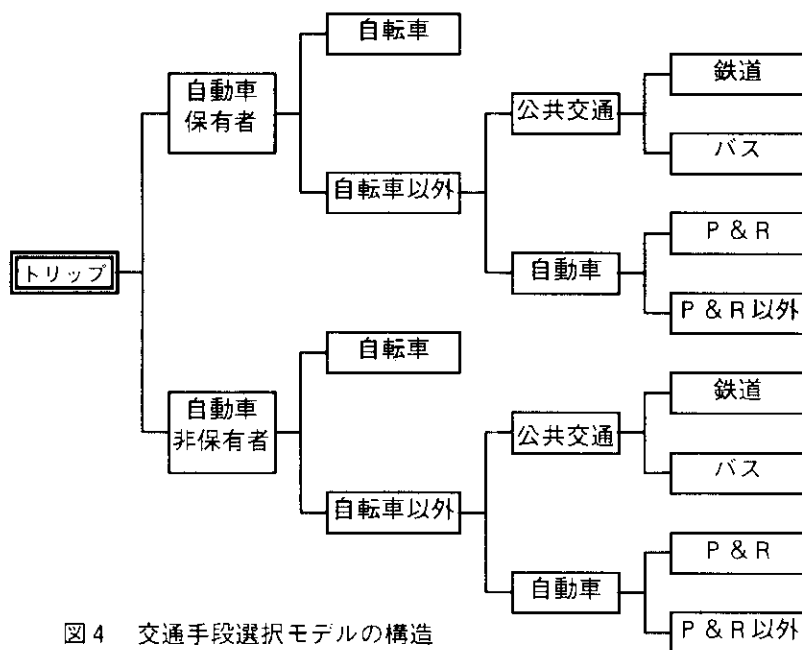 トリップ
自動車
保有者
自転車
自転車以外
公共交通
鉄道
バス
自動車
P & R
P & R 以外
自動車
非保有者
自転車
自転車以外
公共交通
鉄道
バス
自動車
P & R
P & R 以外
図4 交通手段選択モデルの構造